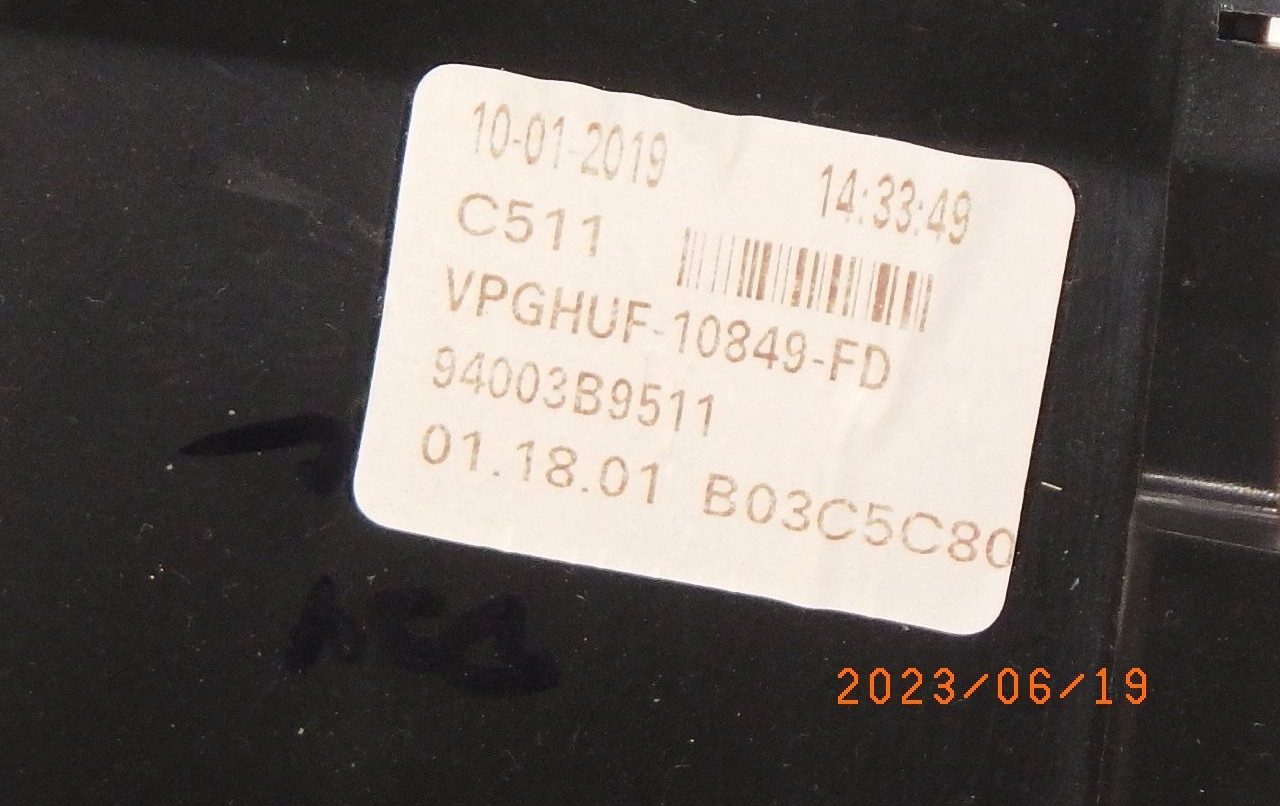 10-01-2019 14:33:49
C511
VPGHUF-10849-FD
94003B9511
01.18.01 B03C5C80
2023/06/19